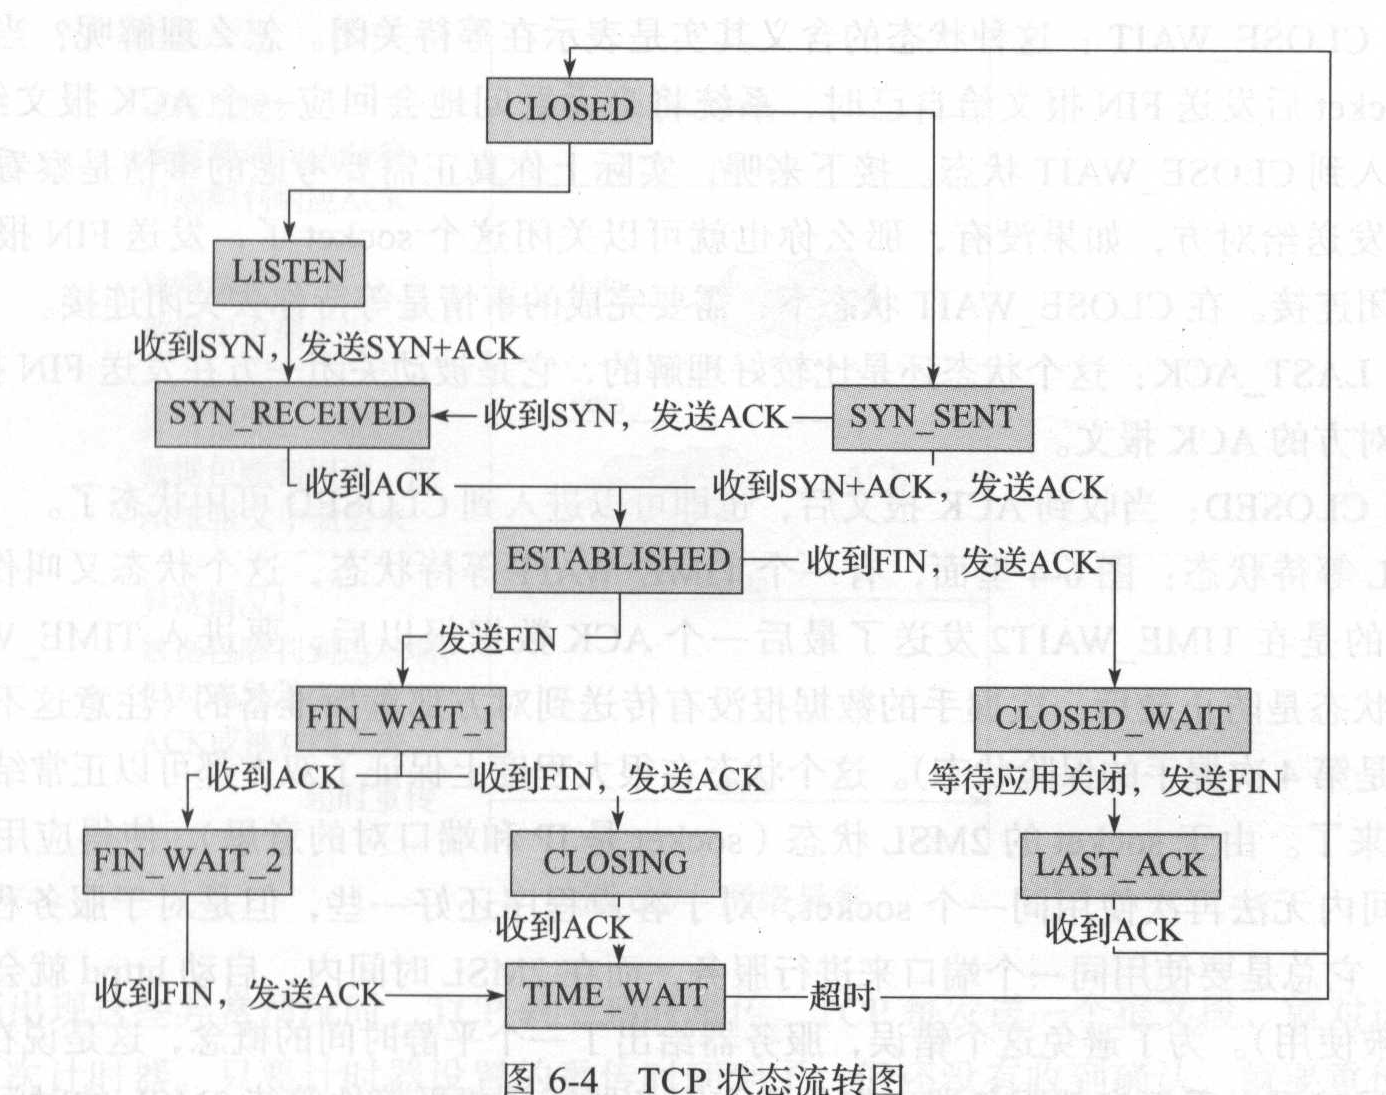 CLOSED
LISTEN
收到SYN，发送SYN+ACK
SYN_RECEIVED
收到SYN，发送ACK
SYN_SENT
收到ACK
收到SYN+ACK，发送ACK
ESTABLISHED
收到FIN，发送ACK
发送FIN
FIN_WAIT_1
CLOSED_WAIT
收到ACK
收到FIN，发送ACK
等待应用关闭，发送FIN
FIN_WAIT_2
CLOSING
LAST_ACK
收到ACK
收到ACK
收到FIN，发送ACK
TIME_WAIT
超时
图 6-4 TCP 状态流转图